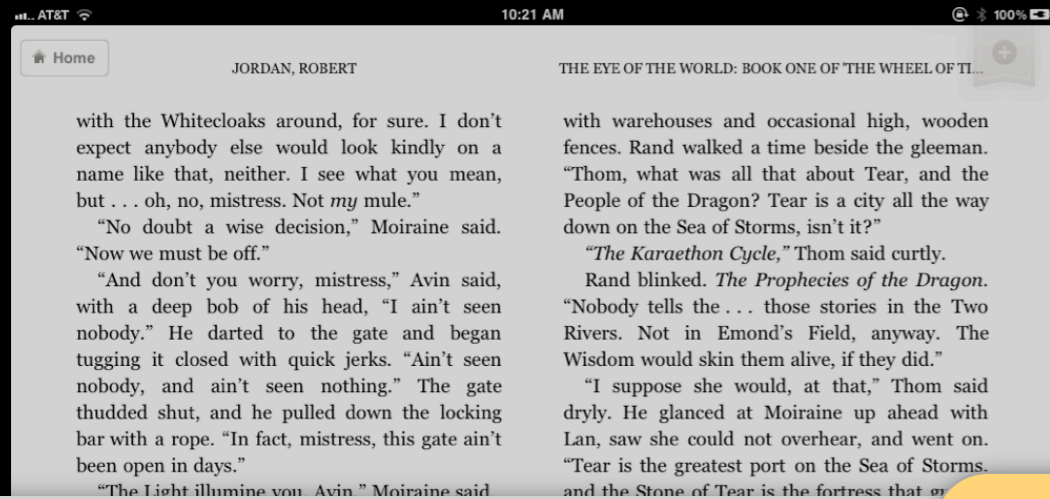 AT&T
10:21 AM
100%
Home
JORDAN, ROBERT
THE EYE OF THE WORLD: BOOK ONE OF 'THE WHEEL OF TI...
with the Whitecloaks around, for sure. I don’t
expect anybody else would look kindly on a
name like that, neither. I see what you mean,
but . . . oh, no, mistress. Not my mule.”
“No doubt a wise decision,” Moiraine said.
“Now we must be off.”
“And don’t you worry, mistress,” Avin said,
with a deep bob of his head, “I ain’t seen
nobody.” He darted to the gate and began
tugging it closed with quick jerks. “Ain’t seen
nobody, and ain’t seen nothing.” The gate
thudded shut, and he pulled down the locking
bar with a rope. “In fact, mistress, this gate ain’t
been open in days.”
“The Light illumine you, Avin,” Moiraine said.
with warehouses and occasional high, wooden
fences. Rand walked a time beside the gleeman.
“Thom, what was all that about Tear, and the
People of the Dragon? Tear is a city all the way
down on the Sea of Storms, isn’t it?”
“The Karaethon Cycle,” Thom said curtly.
Rand blinked. The Prophecies of the Dragon.
“Nobody tells the . . . those stories in the Two
Rivers. Not in Emond’s Field, anyway. The
Wisdom would skin them alive, if they did.”
“I suppose she would, at that,” Thom said
dryly. He glanced at Moiraine up ahead with
Lan, saw she could not overhear, and went on.
“Tear is the greatest port on the Sea of Storms,
and the Stone of Tear is the fortress that